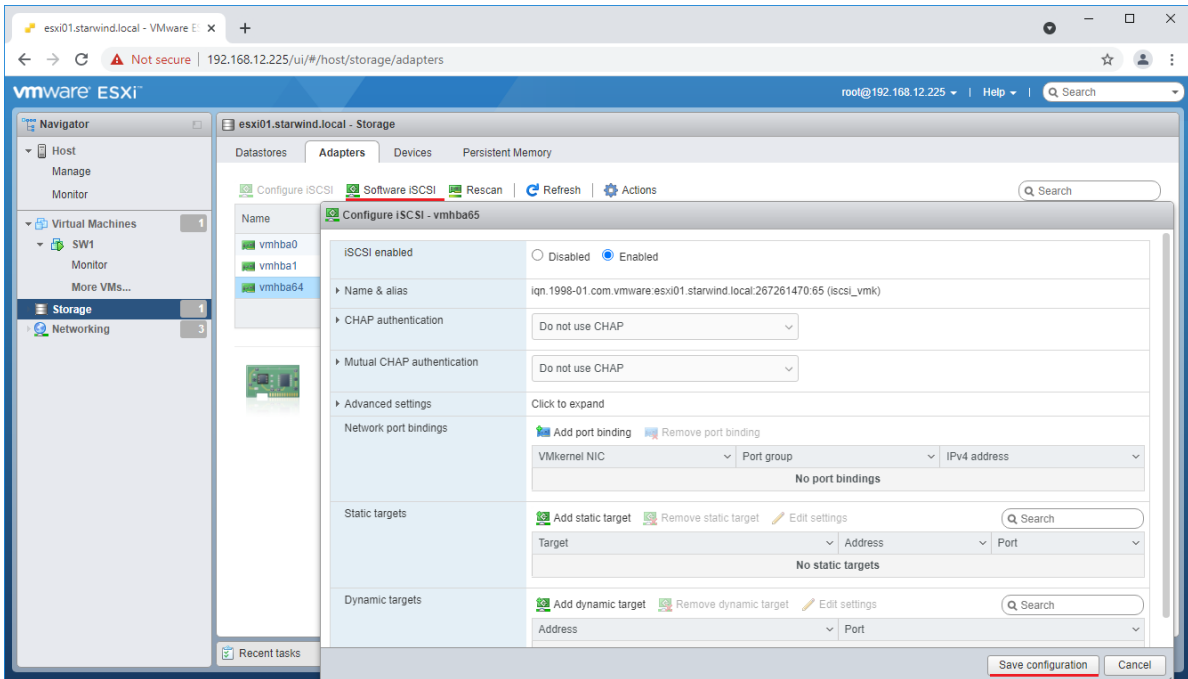 esxi01.starwind.local - VMware E
Not secure | 192.168.12.225/ui/#/host/storage/adapters
vmware ESXi™
root@192.168.12.225 | Help | Search
Navigator
Host
Manage
Monitor
Virtual Machines 1
SW1
Monitor
More VMs...
Storage 1
Networking 3
esxi01.starwind.local - Storage
Datastores Adapters Devices Persistent Memory
Configure iSCSI Software iSCSI Rescan | Refresh | Actions Search
Name
vmhba0
vmhba1
vmhba64
Configure iSCSI - vmhba65
iSCSI enabled Disabled Enabled
Name & alias iqn.1998-01.com.vmware:esxi01.starwind.local:267261470:65 (iscsi_vmk)
CHAP authentication Do not use CHAP
Mutual CHAP authentication Do not use CHAP
Advanced settings Click to expand
Network port bindings Add port binding Remove port binding
VMkernel NIC Port group IPv4 address
No port bindings
Static targets Add static target Remove static target Edit settings Search
Target Address Port
No static targets
Dynamic targets Add dynamic target Remove dynamic target Edit settings Search
Address Port
Recent tasks
Save configuration Cancel